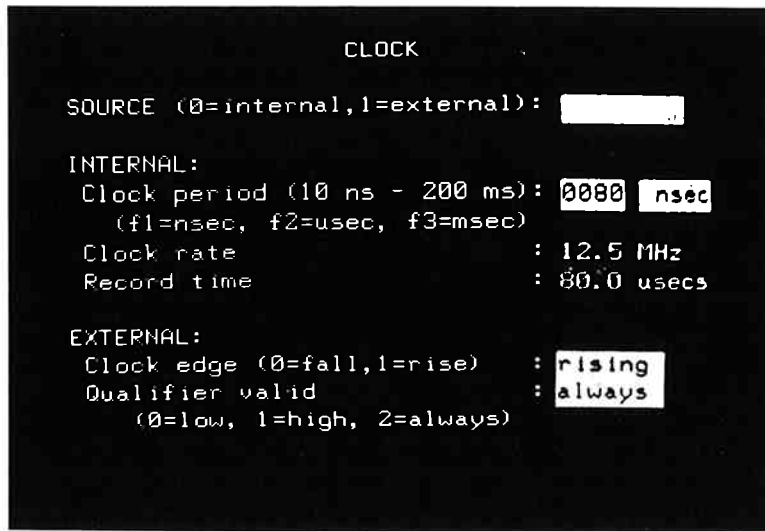 CLOCK
SOURCE (0=internal,1=external):
INTERNAL:
Clock period (10 ns - 200 ms): 0080 nsec
(f1=nsec, f2=usec, f3=msec)
Clock rate : 12.5 MHz
Record time : 80.0 usecs
EXTERNAL:
Clock edge (0=fall,1=rise) : rising
Qualifier valid : always
(0=low, 1=high, 2=always)